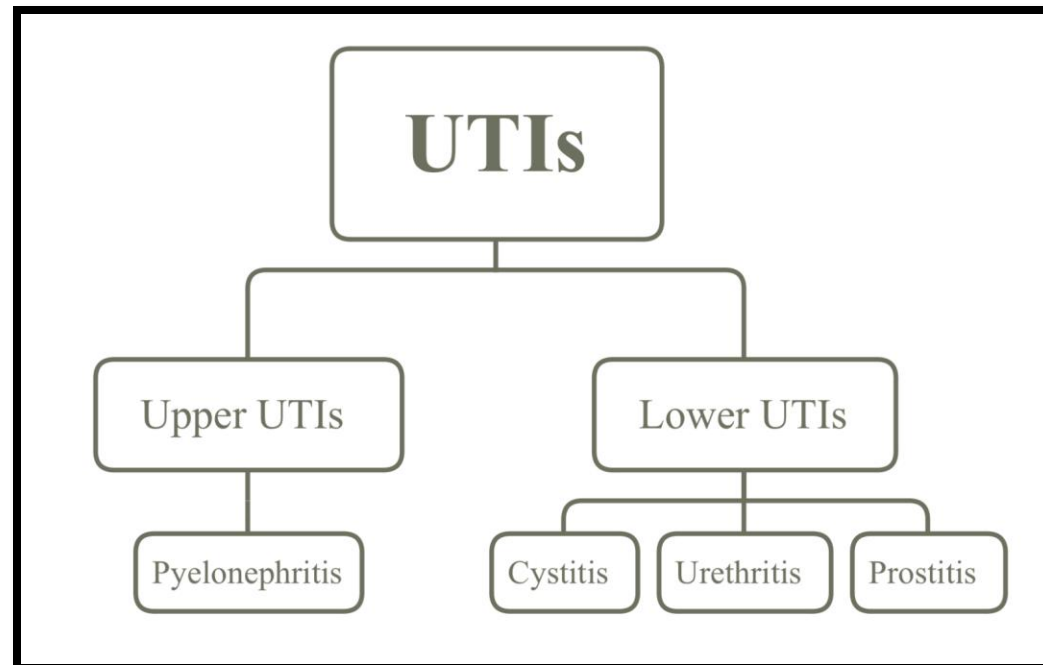 UTIs
Upper UTIs
Lower UTIs
Pyelonephritis
Cystitis
Urethritis
Prostitis